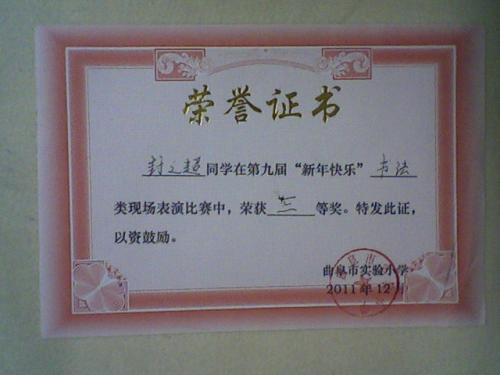 荣誉证书
封之超同学在第九届“新年快乐”书法
类现场表演比赛中，荣获三等奖。特发此证，
以资鼓励。
曲阜市实验小学
2011年12月